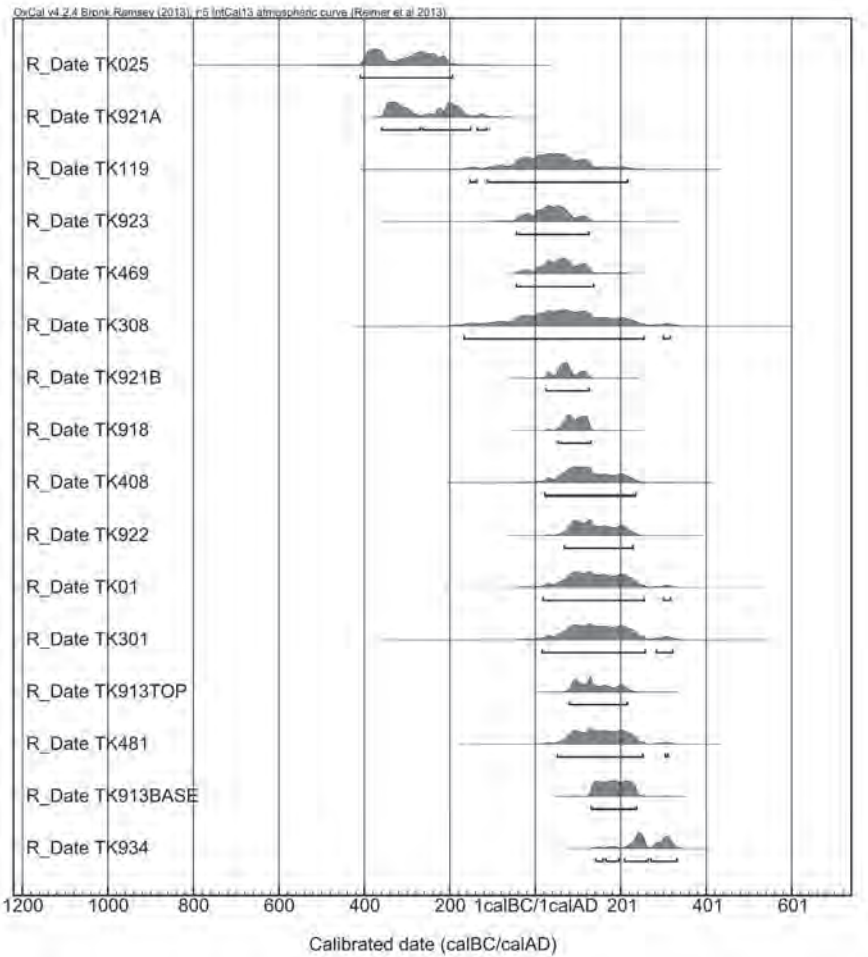 OxCal v4.2.4 Bronk Ramsey (2013); r:5 IntCal13 atmospheric curve (Reimer et al 2013)
R_Date TK025
R_Date TK921A
R_Date TK119
R_Date TK923
R_Date TK469
R_Date TK308
R_Date TK921B
R_Date TK918
R_Date TK408
R_Date TK922
R_Date TK01
R_Date TK301
R_Date TK913TOP
R_Date TK481
R_Date TK913BASE
R_Date TK934
1200 1000 800 600 400 200 1calBC/1calAD 201 401 601
Calibrated date (calBC/calAD)